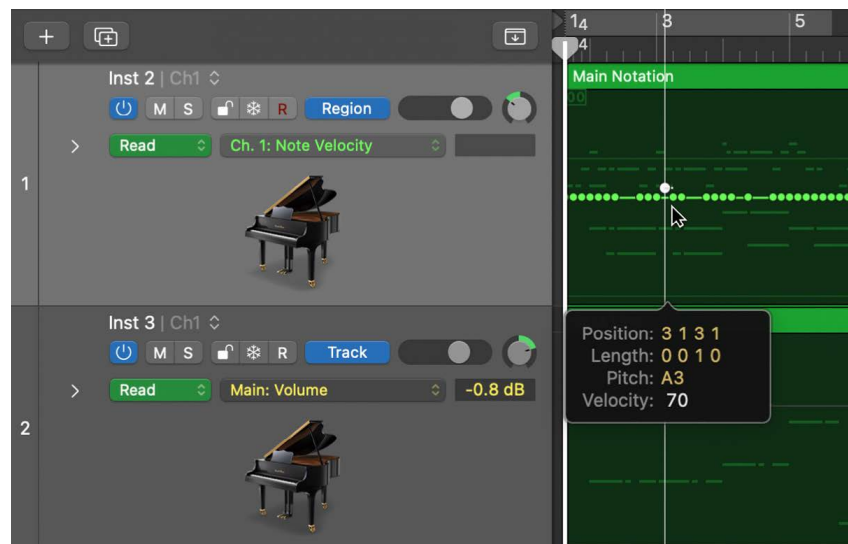 14 3 5
4
Inst 2 | Ch1
Main Notation
M S R Region
Read Ch. 1: Note Velocity
1
Inst 3 | Ch1
M S R Track
Read Main: Volume -0.8 dB
2
Position: 3 1 3 1
Length: 0 0 1 0
Pitch: A3
Velocity: 70